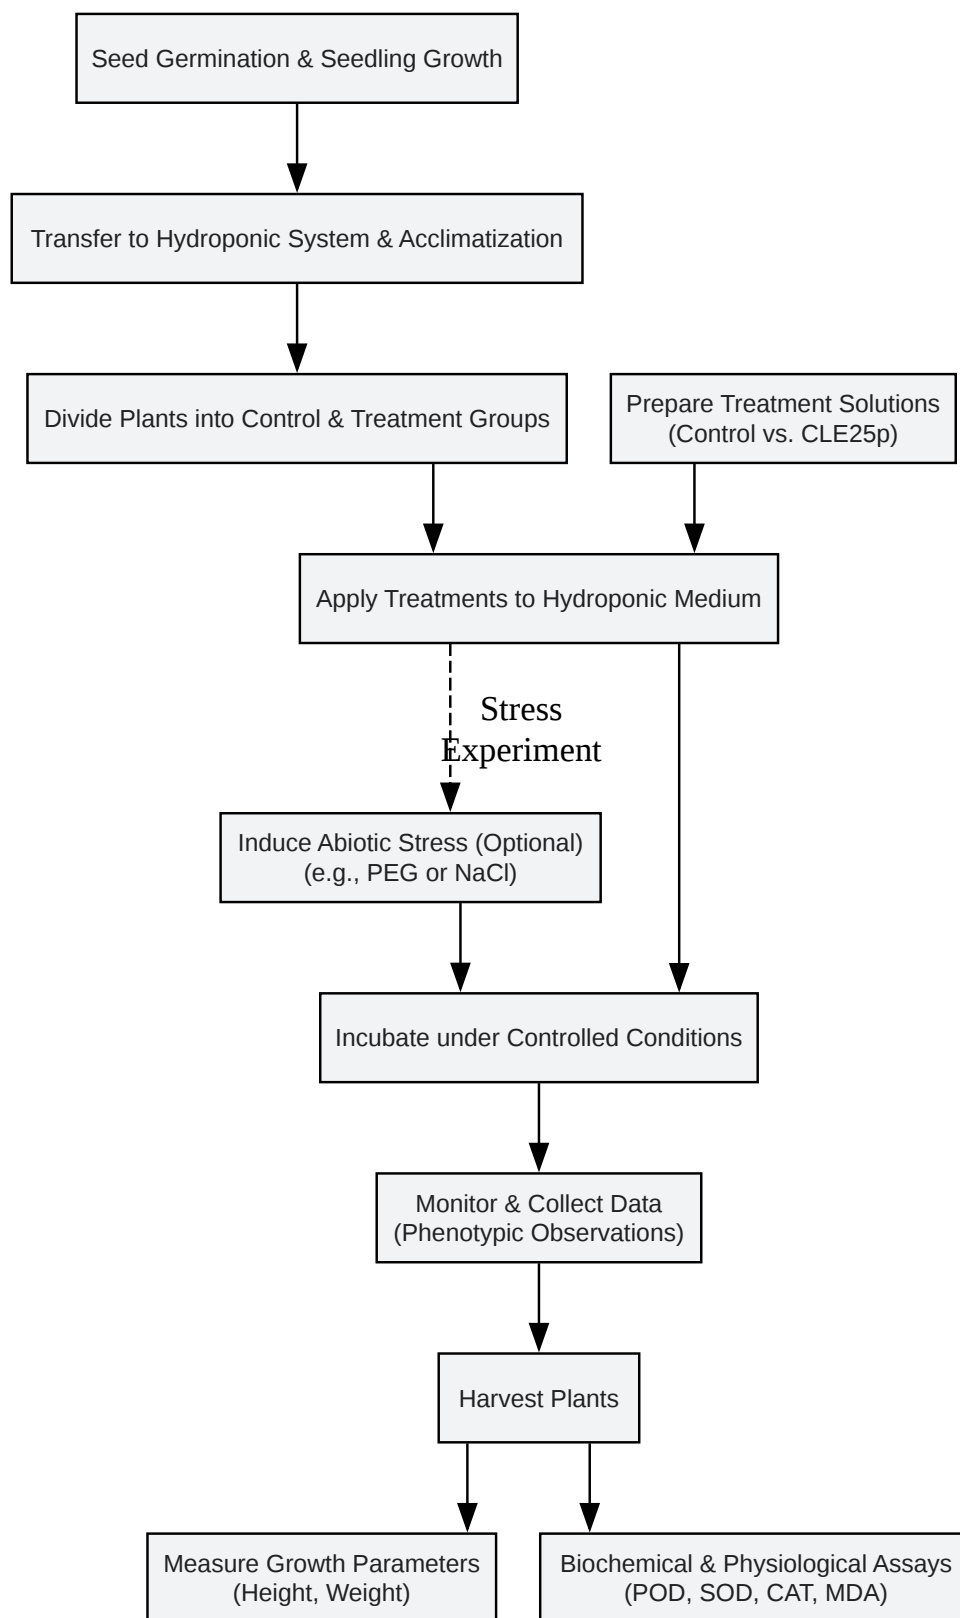 Seed Germination & Seedling Growth
Transfer to Hydroponic System & Acclimatization
Divide Plants into Control & Treatment Groups
Prepare Treatment Solutions
(Control vs. CLE25p)
Apply Treatments to Hydroponic Medium
Stress
Experiment
Induce Abiotic Stress (Optional)
(e.g., PEG or NaCl)
Incubate under Controlled Conditions
Monitor & Collect Data
(Phenotypic Observations)
Harvest Plants
Measure Growth Parameters
(Height, Weight)
Biochemical & Physiological Assays
(POD, SOD, CAT, MDA)